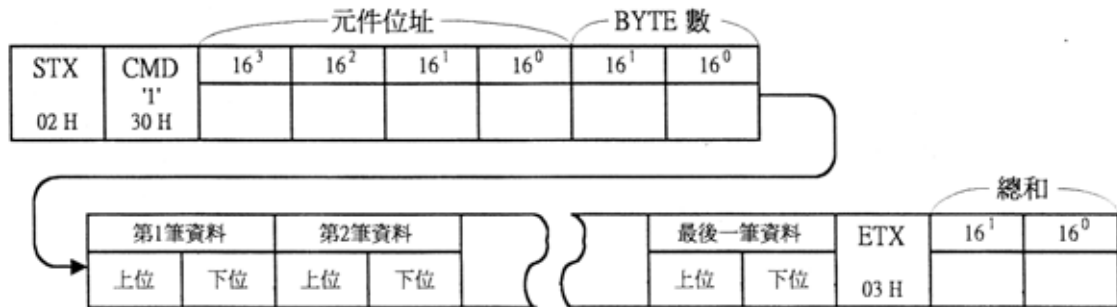 元件位址 BYTE 數
STX CMD 16³ 16² 16¹ 16⁰ 16¹ 16⁰
'1'
02 H 30 H
總和
第1筆資料 第2筆資料 最後一筆資料 ETX 16¹ 16⁰
上位 下位 上位 下位 上位 下位 03 H